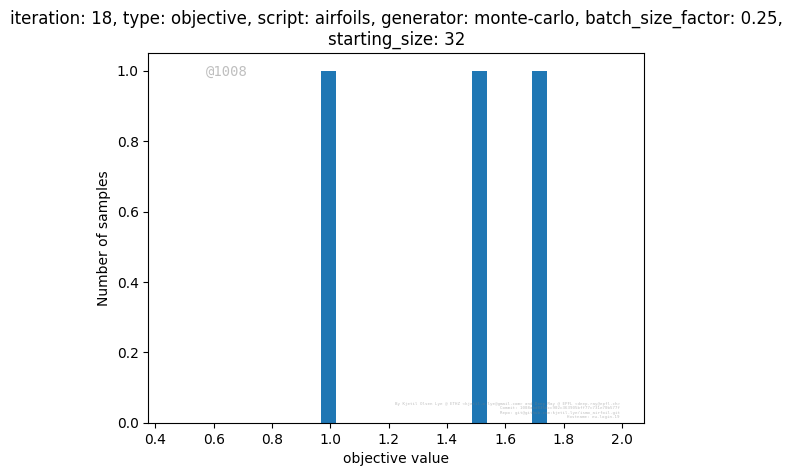 iteration: 18, type: objective, script: airfoils, generator: monte-carlo, batch_size_factor: 0.25,
starting_size: 32
@1008
1.0
0.8
0.6
0.4
0.2
0.0
Number of samples
0.4 0.6 0.8 1.0 1.2 1.4 1.6 1.8 2.0
objective value